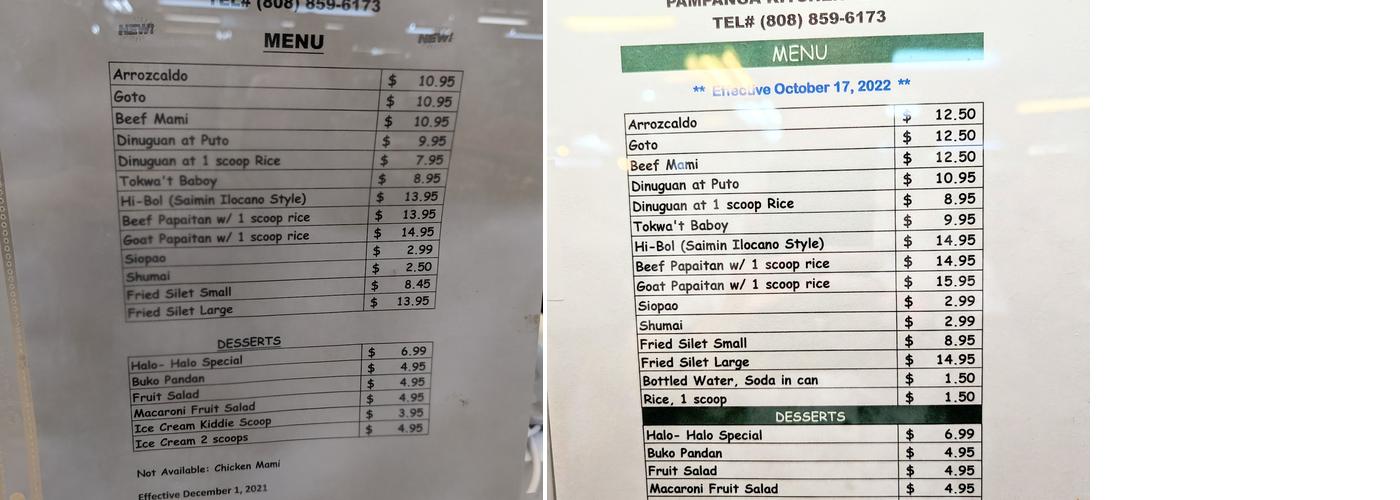 TEL# (808) 859-6173
NEW!
NEW!
MENU
Arrozcaldo $ 10.95
Goto $ 10.95
Beef Mami $ 10.95
Dinuguan at Puto $ 9.95
Dinuguan at 1 scoop Rice $ 7.95
Tokwa't Baboy $ 8.95
Hi-Bol (Saimin Ilocano Style) $ 13.95
Beef Papaitan w/ 1 scoop rice $ 13.95
Goat Papaitan w/ 1 scoop rice $ 14.95
Siopao $ 2.99
Shumai $ 2.50
Fried Silet Small $ 8.45
Fried Silet Large $ 13.95
DESSERTS
Halo- Halo Special $ 6.99
Buko Pandan $ 4.95
Fruit Salad $ 4.95
Macaroni Fruit Salad $ 4.95
Ice Cream Kiddie Scoop $ 3.95
Ice Cream 2 scoops $ 4.95
Not Available: Chicken Mami
Effective December 1, 2021
PAMPANGA KITCHEN
TEL# (808) 859-6173
MENU
** Effective October 17, 2022 **
Arrozcaldo $ 12.50
Goto $ 12.50
Beef Mami $ 12.50
Dinuguan at Puto $ 10.95
Dinuguan at 1 scoop Rice $ 8.95
Tokwa't Baboy $ 9.95
Hi-Bol (Saimin Ilocano Style) $ 14.95
Beef Papaitan w/ 1 scoop rice $ 14.95
Goat Papaitan w/ 1 scoop rice $ 15.95
Siopao $ 2.99
Shumai $ 2.99
Fried Silet Small $ 8.95
Fried Silet Large $ 14.95
Bottled Water, Soda in can $ 1.50
Rice, 1 scoop $ 1.50
DESSERTS
Halo- Halo Special $ 6.99
Buko Pandan $ 4.95
Fruit Salad $ 4.95
Macaroni Fruit Salad $ 4.95